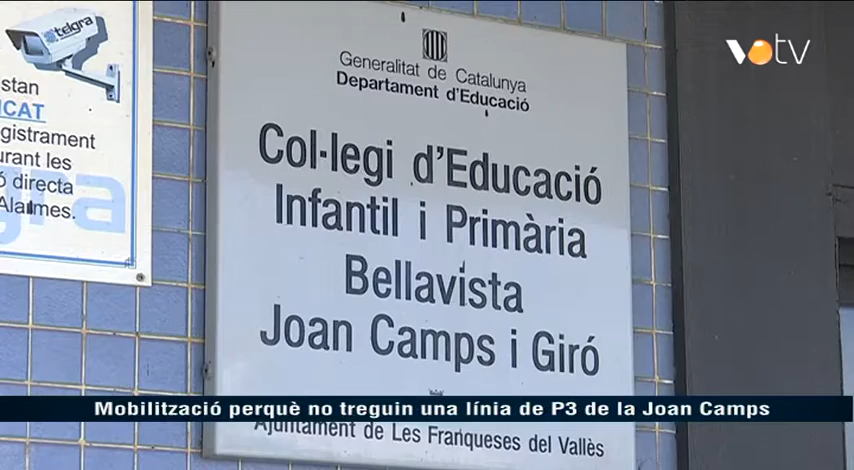 telgra
votv
stan
ICAT
gistrament
urant les
ó directa
Alarmes.
gra
Generalitat de Catalunya
Departament d'Educació
Col·legi d'Educació
Infantil i Primària
Bellavista
Joan Camps i Giró
Mobilització perquè no treguin una línia de P3 de la Joan Camps
Ajuntament de Les Franqueses del Vallès